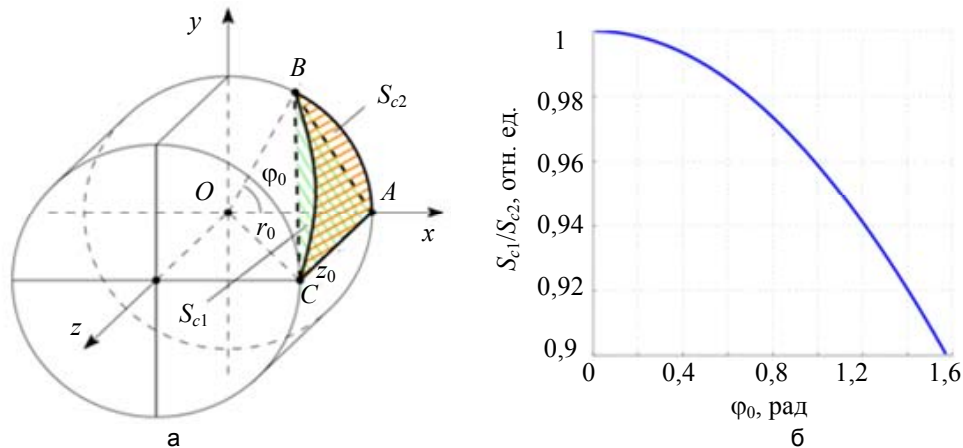 y
B
S_c2
φ₀
O
A
r₀
x
z₀
C
z
S_c1
а
S_c1/S_c2, отн. ед.
1
0,98
0,96
0,94
0,92
0,9
0 0,4 0,8 1,2 1,6
φ₀, рад
б